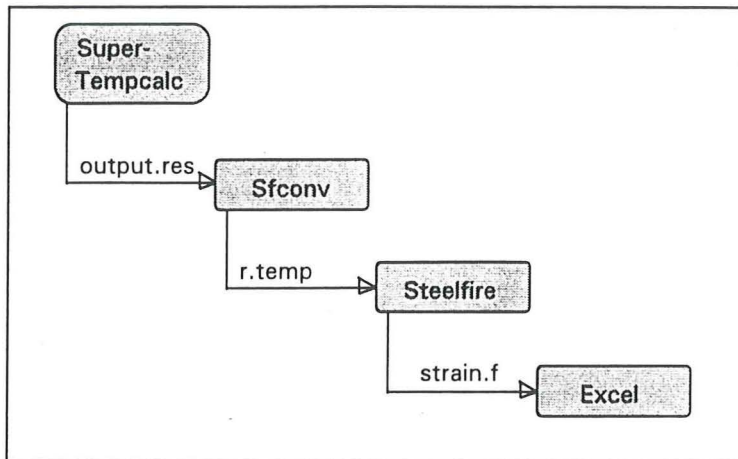 Super-
Tempcalc
output.res
Sfconv
r.temp
Steelfire
strain.f
Excel